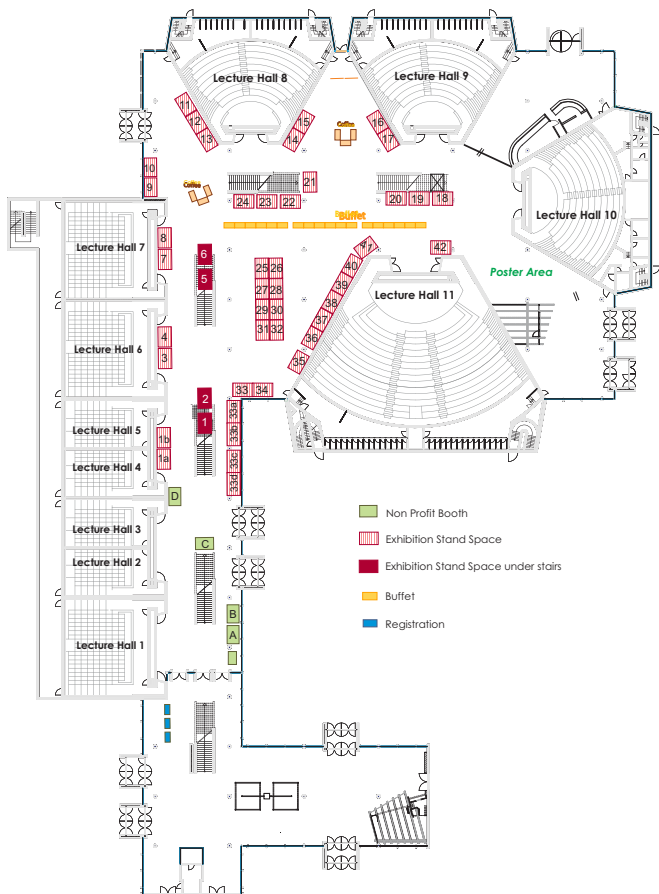 Lecture Hall 8
Lecture Hall 9
11
12
13
15
14
16
17
Coffee
10
9
21
Coffee
24
23
22
20
19
18
Büffet
Lecture Hall 10
Lecture Hall 7
8
7
6
5
25
26
27
28
29
30
31
32
41
40
39
38
37
36
35
42
Poster Area
Lecture Hall 11
Lecture Hall 6
4
3
2
1
33
34
33a
33b
33c
33d
Lecture Hall 5
1b
1a
Lecture Hall 4
D
Lecture Hall 3
C
Lecture Hall 2
B
A
Lecture Hall 1
Non Profit Booth
Exhibition Stand Space
Exhibition Stand Space under stairs
Buffet
Registration